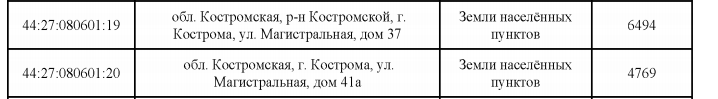 44:27:080601:19 обл. Костромская, р-н Костромской, г. Кострома, ул. Магистральная, дом 37 Земли населённых пунктов 6494
44:27:080601:20 обл. Костромская, г. Кострома, ул. Магистральная, дом 41а Земли населённых пунктов 4769